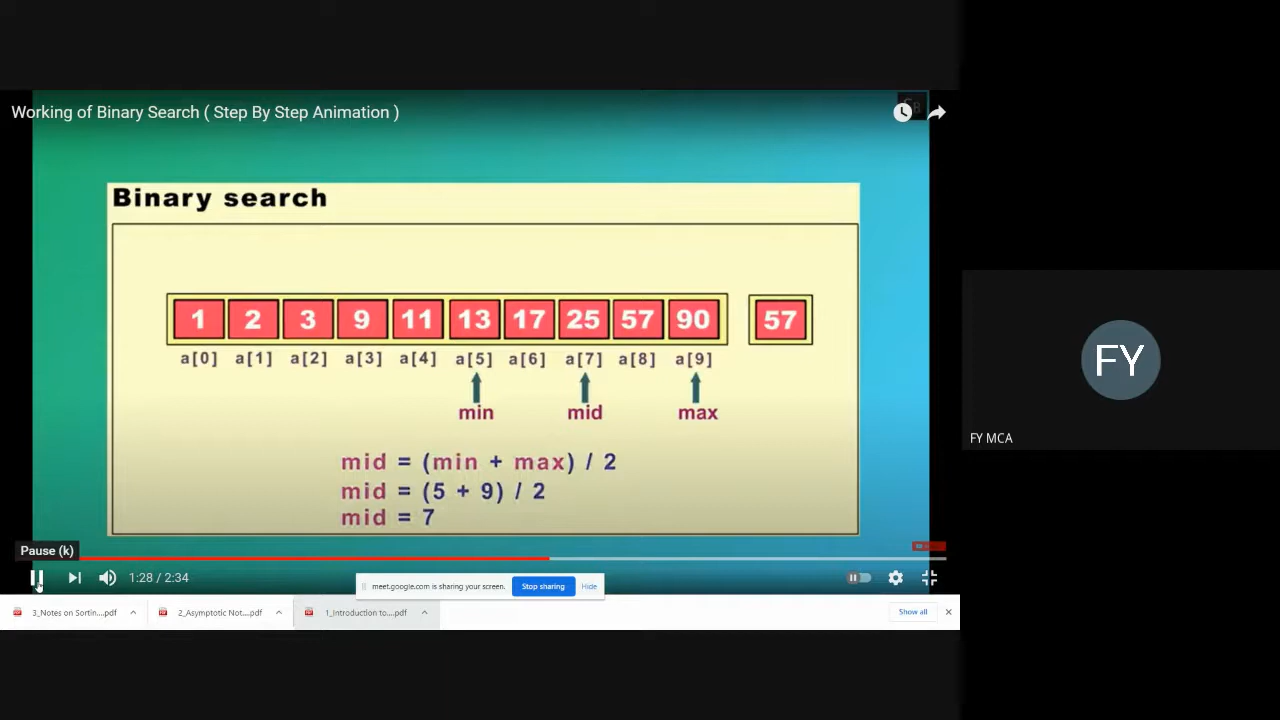 Working of Binary Search ( Step By Step Animation )
Binary search
1 2 3 9 11 13 17 25 57 90 57
a[0] a[1] a[2] a[3] a[4] a[5] a[6] a[7] a[8] a[9]
min mid max
mid = (min + max) / 2
mid = (5 + 9) / 2
mid = 7
FY
FY MCA
Pause (k)
1:28 / 2:34
meet.google.com is sharing your screen. Stop sharing Hide
3_Notes on Sortin....pdf 2_Asymptotic Not....pdf 1_Introduction to....pdf Show all